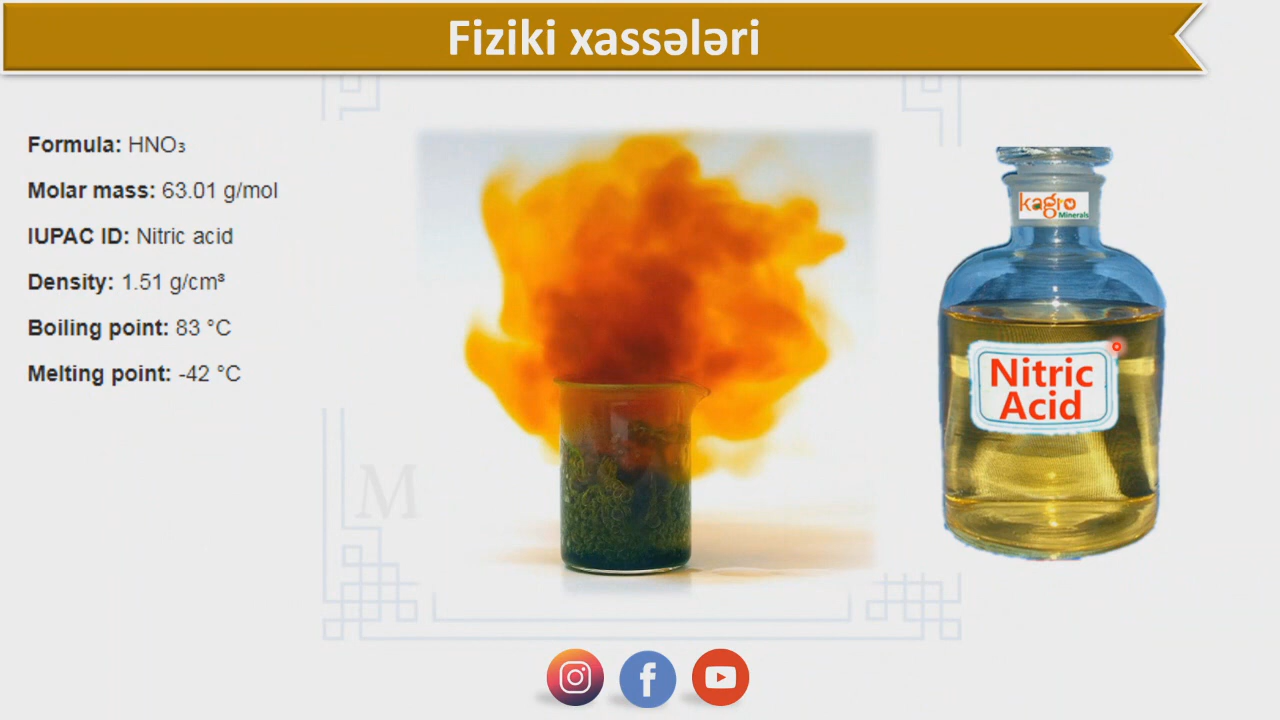 Fiziki xassələri
Formula: HNO₃
Molar mass: 63.01 g/mol
IUPAC ID: Nitric acid
Density: 1.51 g/cm³
Boiling point: 83 °C
Melting point: -42 °C
kagro
Minerals
Nitric
Acid
M